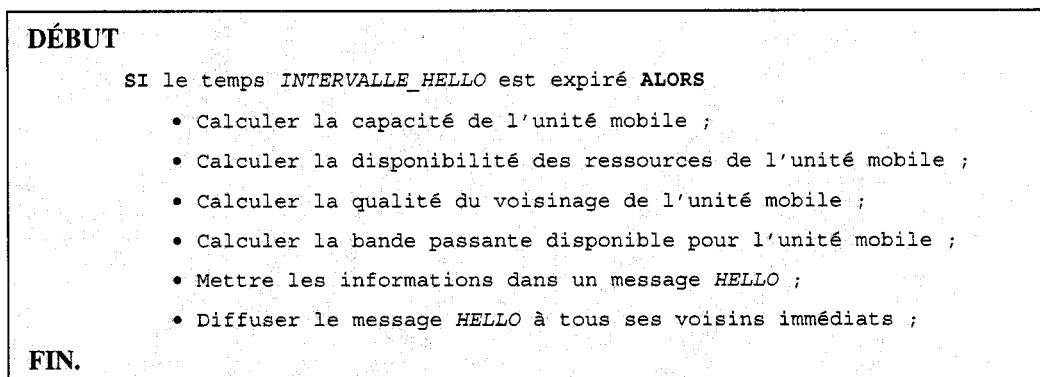 DÉBUT
SI le temps INTERVALLE_HELLO est expiré ALORS
• Calculer la capacité de l'unité mobile ;
• Calculer la disponibilité des ressources de l'unité mobile ;
• Calculer la qualité du voisinage de l'unité mobile ;
• Calculer la bande passante disponible pour l'unité mobile ;
• Mettre les informations dans un message HELLO ;
• Diffuser le message HELLO à tous ses voisins immédiats ;
FIN.